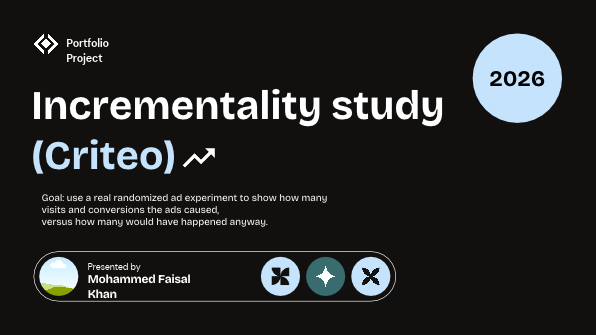 Portfolio
Project
2026
Incrementality study
(Criteo)
Goal: use a real randomized ad experiment to show how many
visits and conversions the ads caused,
versus how many would have happened anyway.
Presented by
Mohammed Faisal
Khan